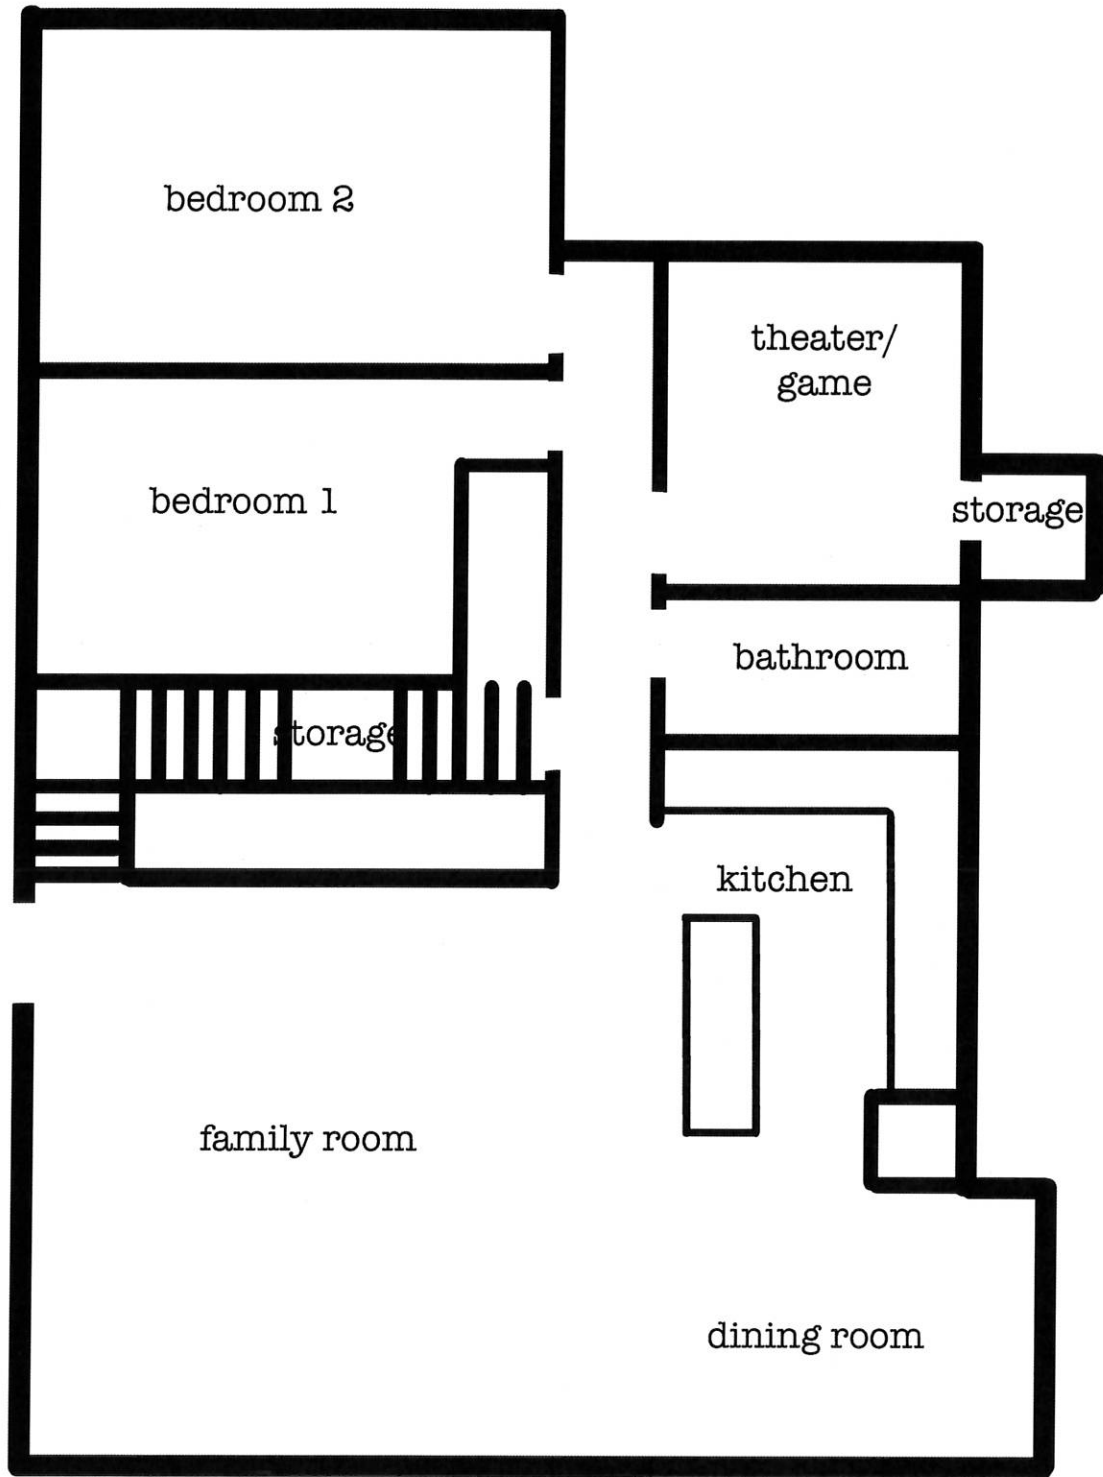 bedroom 2
theater/
game
bedroom 1
storage
bathroom
storage
kitchen
family room
dining room